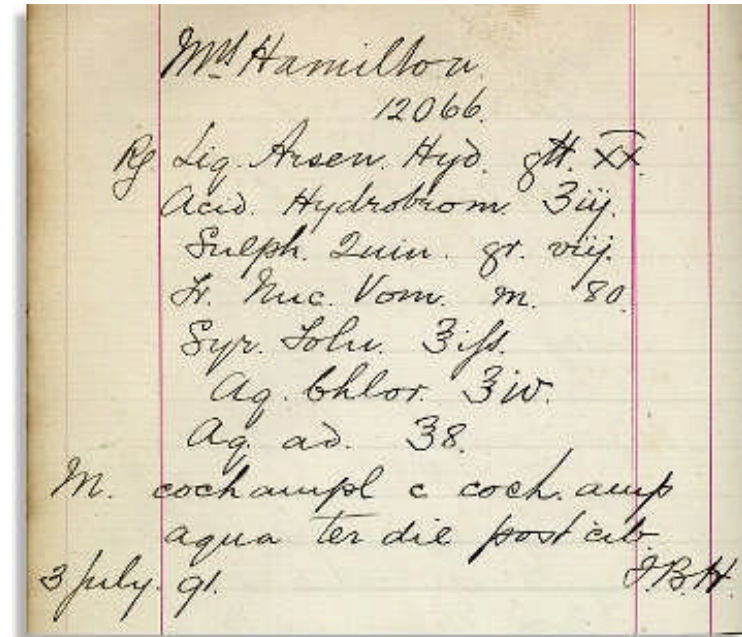 Mrs Hamilton.
12066.
Rx Liq. Arsen. Hyd. gtt. XX.
Acid. Hydrobrom. ʒiij.
Sulph. Quin. gr. viij.
Tr. Nuc. Vom. m. 80.
Syr. Tolu. ʒiss.
Aq. Chlor. ʒiv.
Aq. ad. ʒ8.
M. coch ampl c coch. amp
aqua ter die post cib.
3 July. 91. J.B.H.